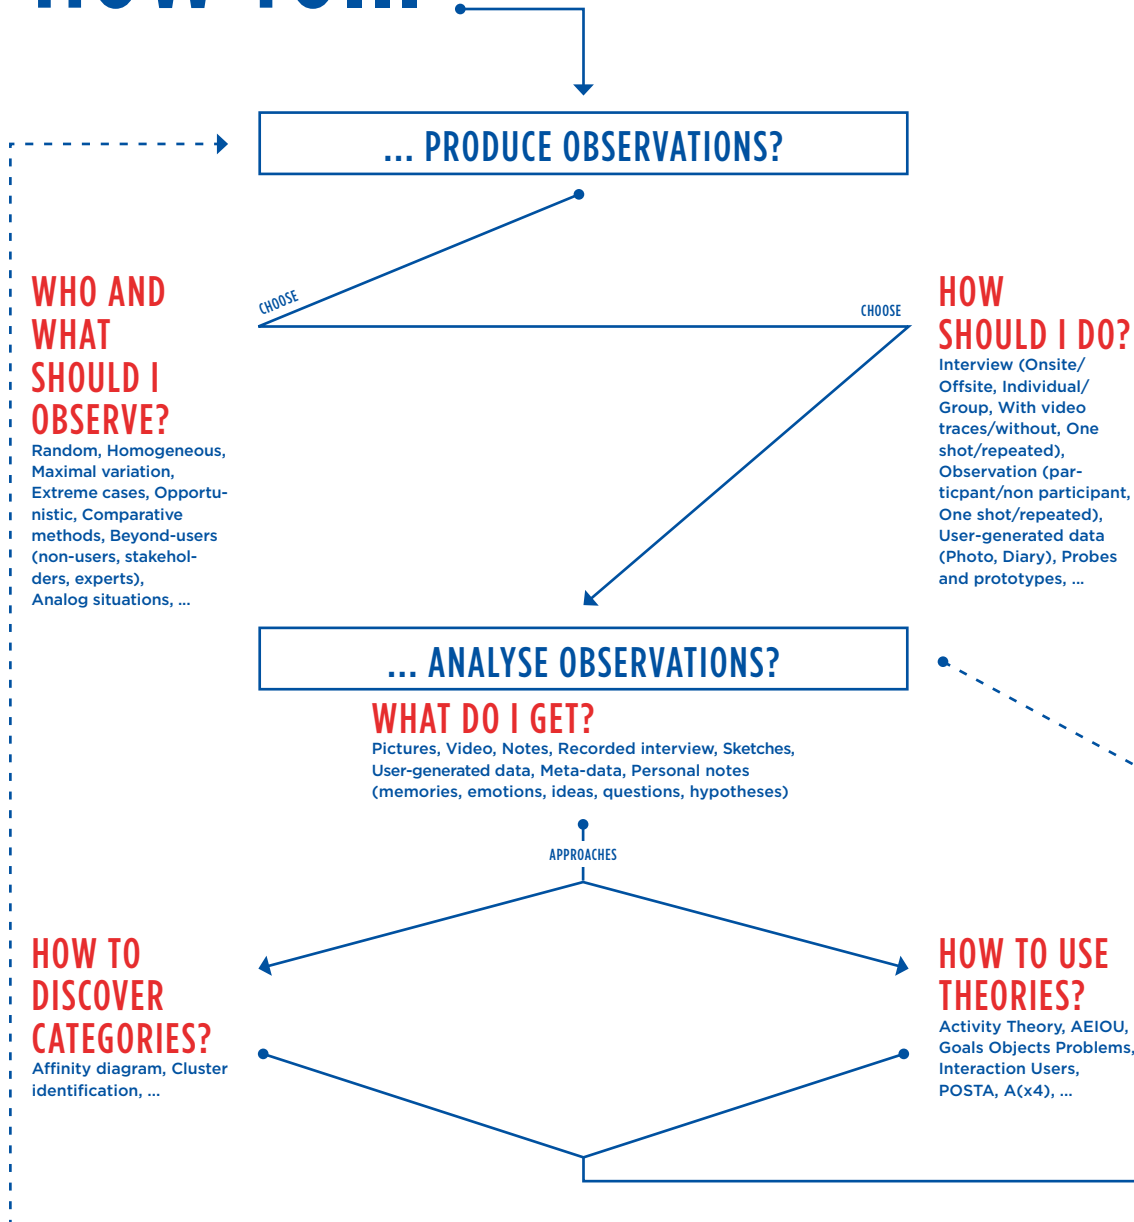 HOW TO...
... PRODUCE OBSERVATIONS?
CHOOSE
CHOOSE
WHO AND
WHAT
SHOULD I
OBSERVE?
Random, Homogeneous,
Maximal variation,
Extreme cases, Opportu-
nistic, Comparative
methods, Beyond-users
(non-users, stakehol-
ders, experts),
Analog situations, ...
HOW
SHOULD I DO?
Interview (Onsite/
Offsite, Individual/
Group, With video
traces/without, One
shot/repeated),
Observation (par-
ticpant/non participant,
One shot/repeated),
User-generated data
(Photo, Diary), Probes
and prototypes, ...
... ANALYSE OBSERVATIONS?
WHAT DO I GET?
Pictures, Video, Notes, Recorded interview, Sketches,
User-generated data, Meta-data, Personal notes
(memories, emotions, ideas, questions, hypotheses)
APPROACHES
HOW TO
DISCOVER
CATEGORIES?
Affinity diagram, Cluster
identification, ...
HOW TO USE
THEORIES?
Activity Theory, AEIOU,
Goals Objects Problems,
Interaction Users,
POSTA, A(x4), ...